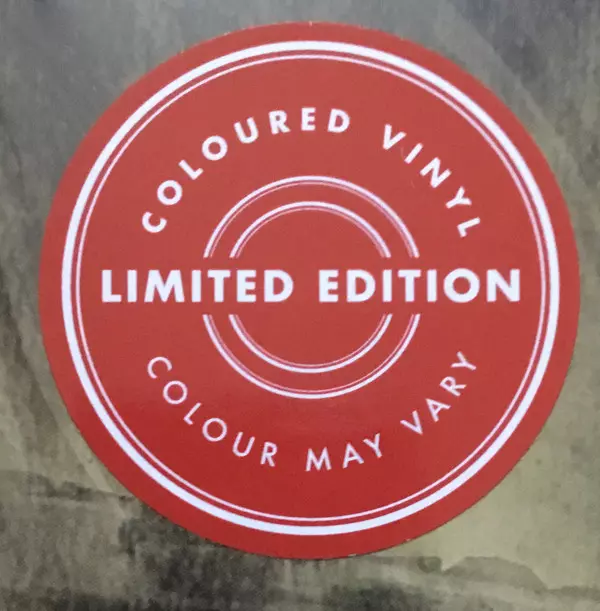 COLOURED VINYL
LIMITED EDITION
COLOUR MAY VARY